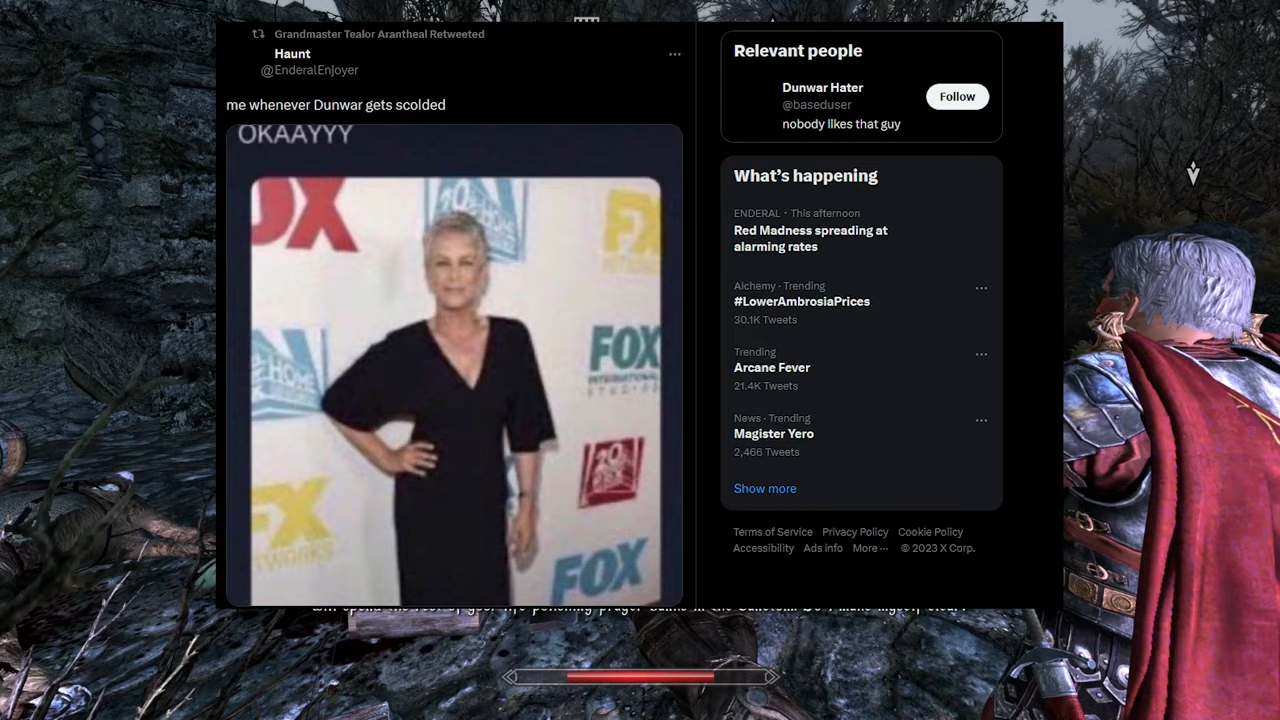 Grandmaster Tealor Arantheal Retweeted
Haunt
@EnderalEnjoyer
me whenever Dunwar gets scolded
OKAAYYY
FOX
FOX
FOX
Relevant people
Dunwar Hater
@baseduser
Follow
nobody likes that guy
What's happening
ENDERAL · This afternoon
Red Madness spreading at
alarming rates
Alchemy · Trending
#LowerAmbrosiaPrices
30.1K Tweets
Trending
Arcane Fever
21.4K Tweets
News · Trending
Magister Yero
2,466 Tweets
Show more
Terms of Service Privacy Policy Cookie Policy
Accessibility Ads info More ··· © 2023 X Corp.